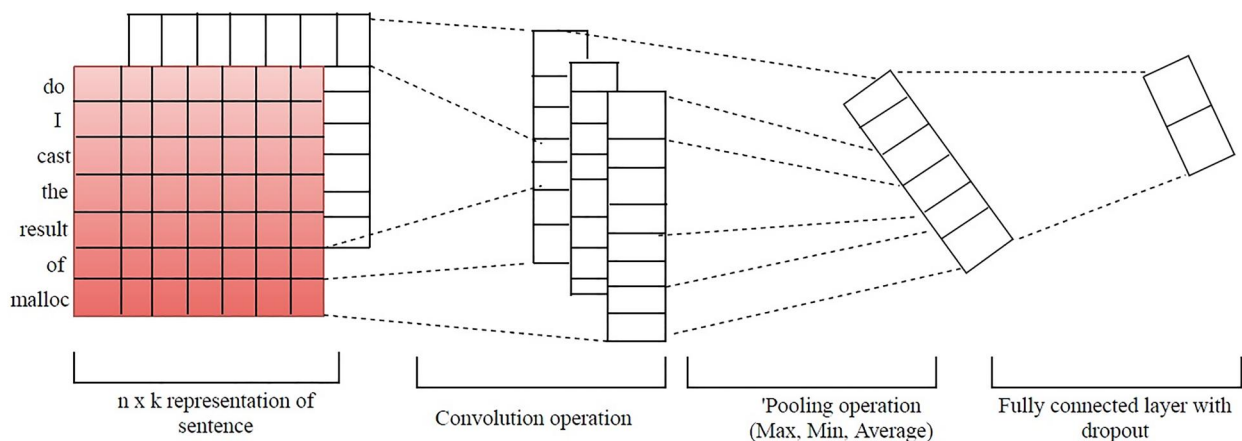 do
I
cast
the
result
of
malloc
n x k representation of
sentence
Convolution operation
'Pooling operation
(Max, Min, Average)
Fully connected layer with
dropout